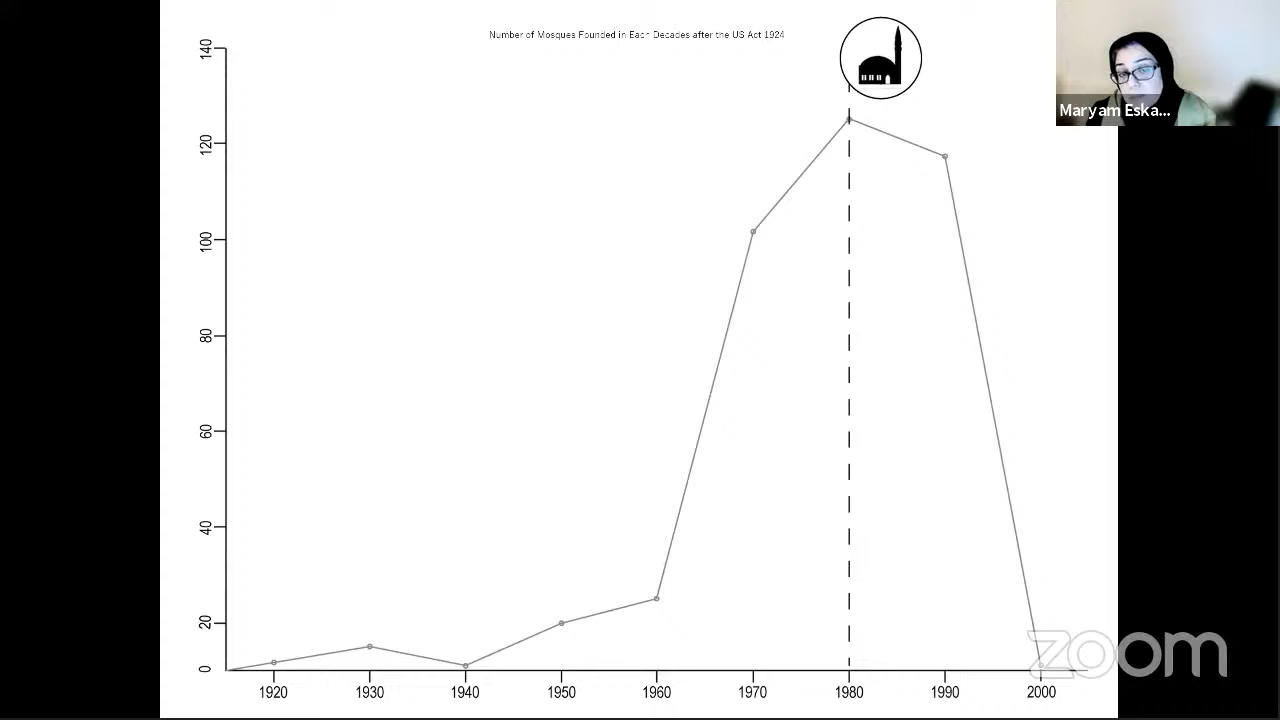 Number of Mosques Founded in Each Decades after the US Act 1924
Maryam Eska...
140
120
100
80
60
40
20
0
1920 1930 1940 1950 1960 1970 1980 1990 2000
zoom